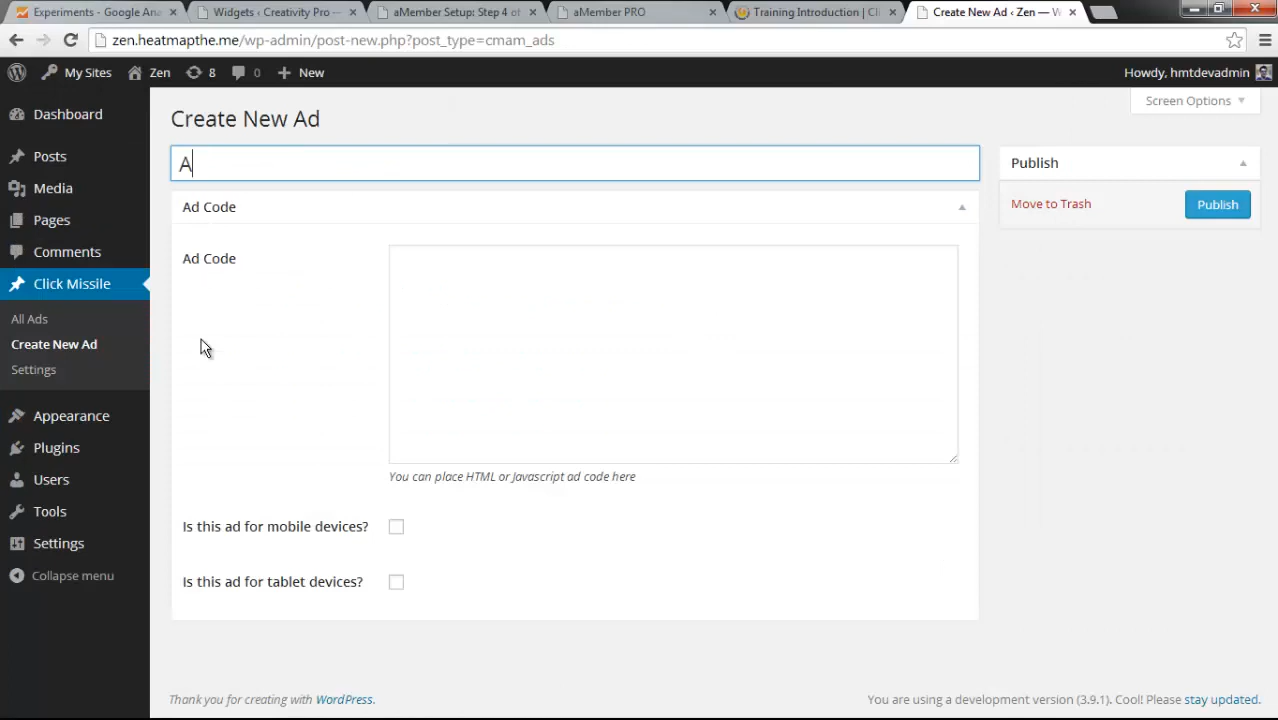 Experiments - Google Ana
Widgets ‹ Creativity Pro —
aMember Setup: Step 4 of
aMember PRO
Training Introduction | Cli
Create New Ad ‹ Zen — W
zen.heatmapthe.me/wp-admin/post-new.php?post_type=cmam_ads
My Sites
Zen
8
0
New
Howdy, hmtdevadmin
Screen Options
Dashboard
Posts
Media
Pages
Comments
Click Missile
All Ads
Create New Ad
Settings
Appearance
Plugins
Users
Tools
Settings
Collapse menu
Create New Ad
A
Ad Code
Ad Code
You can place HTML or Javascript ad code here
Is this ad for mobile devices?
Is this ad for tablet devices?
Publish
Move to Trash
Publish
Thank you for creating with WordPress.
You are using a development version (3.9.1). Cool! Please stay updated.